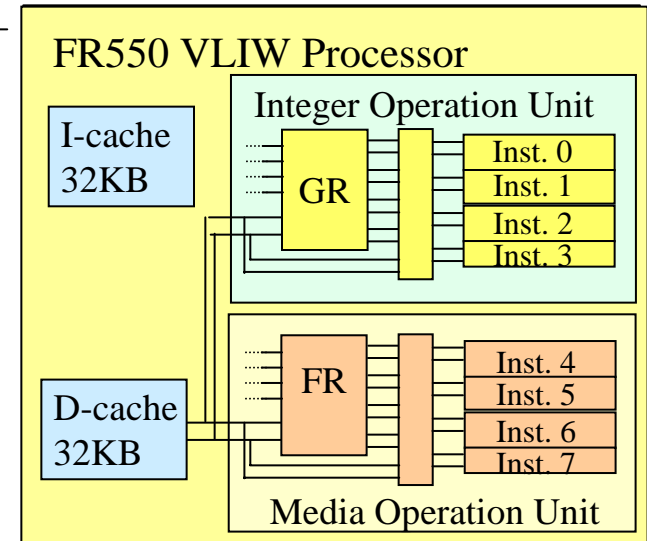 FR550 VLIW Processor
I-cache
32KB
Integer Operation Unit
GR
Inst. 0
Inst. 1
Inst. 2
Inst. 3
D-cache
32KB
FR
Inst. 4
Inst. 5
Inst. 6
Inst. 7
Media Operation Unit